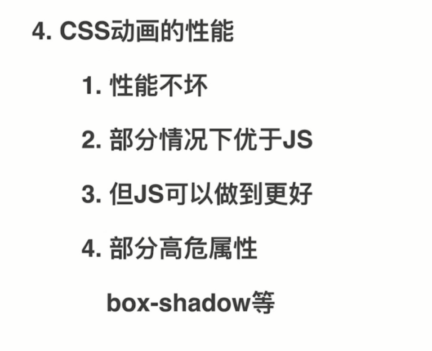 4. CSS动画的性能
1. 性能不坏
2. 部分情况下优于JS
3. 但JS可以做到更好
4. 部分高危属性
box-shadow等